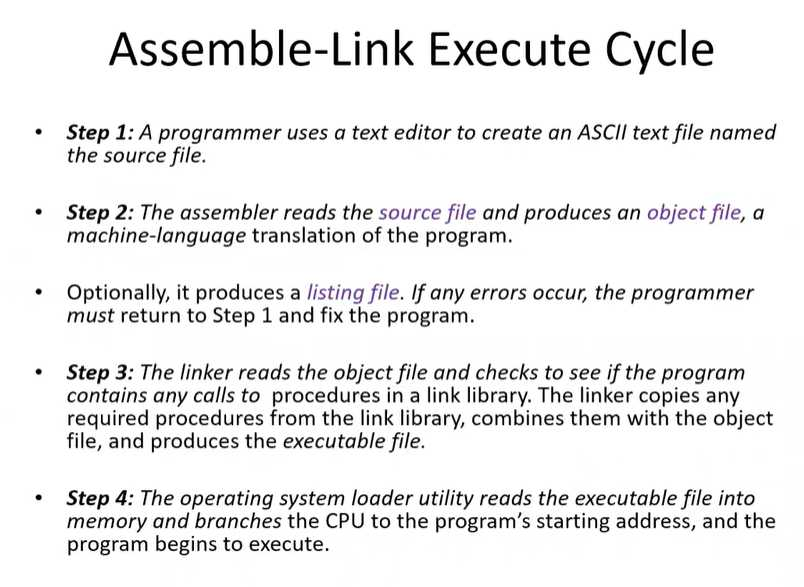 Assemble-Link Execute Cycle
• Step 1: A programmer uses a text editor to create an ASCII text file named
the source file.
• Step 2: The assembler reads the source file and produces an object file, a
machine-language translation of the program.
• Optionally, it produces a listing file. If any errors occur, the programmer
must return to Step 1 and fix the program.
• Step 3: The linker reads the object file and checks to see if the program
contains any calls to procedures in a link library. The linker copies any
required procedures from the link library, combines them with the object
file, and produces the executable file.
• Step 4: The operating system loader utility reads the executable file into
memory and branches the CPU to the program's starting address, and the
program begins to execute.